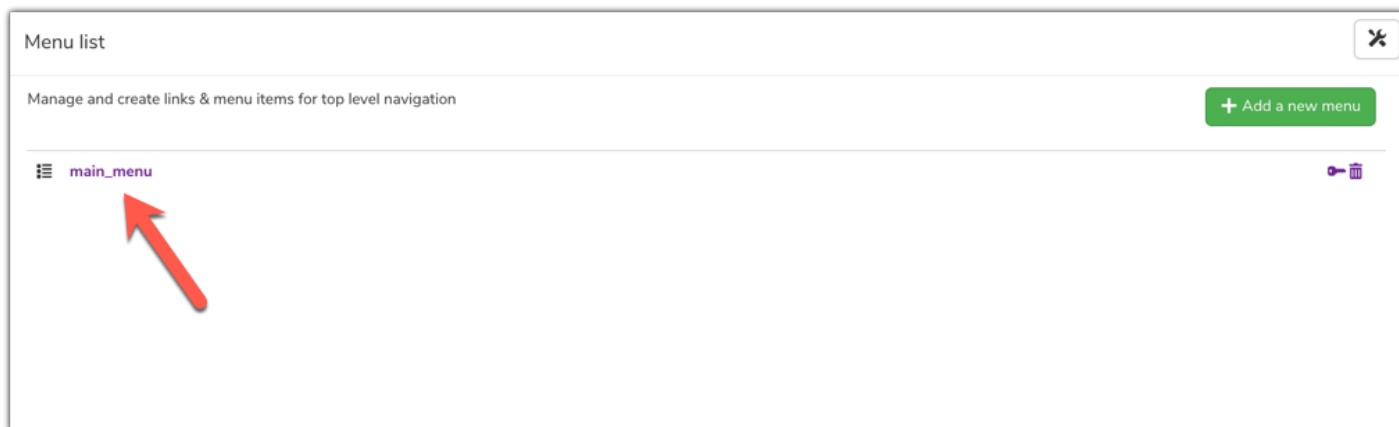 Menu list
Manage and create links & menu items for top level navigation
Add a new menu
main_menu